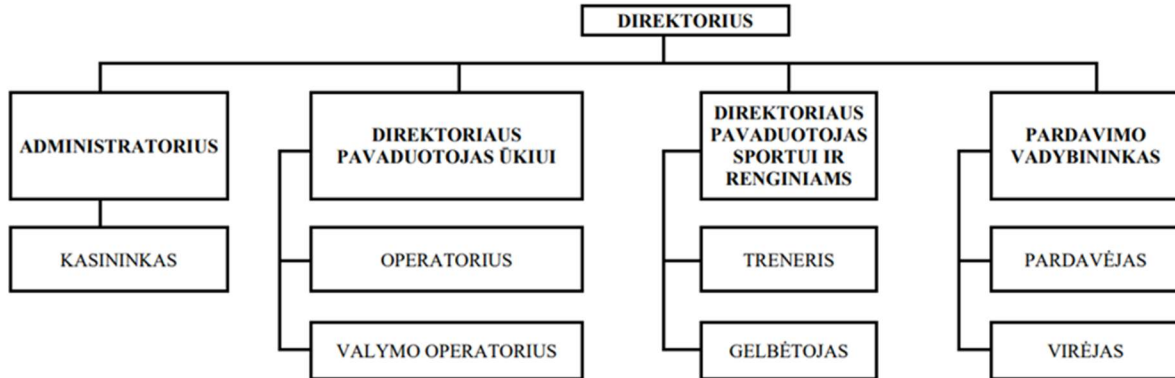 DIREKTORIUS
ADMINISTRATORIUS
DIREKTORIAUS
PAVADUOTOJAS ŪKIUI
DIREKTORIAUS
PAVADUOTOJAS
SPORTUI IR
RENGINIAMS
PARDAVIMO
VADYBININKAS
KASININKAS
OPERATORIUS
TRENERIS
PARDAVĖJAS
VALYMO OPERATORIUS
GELBĖTOJAS
VIRĖJAS